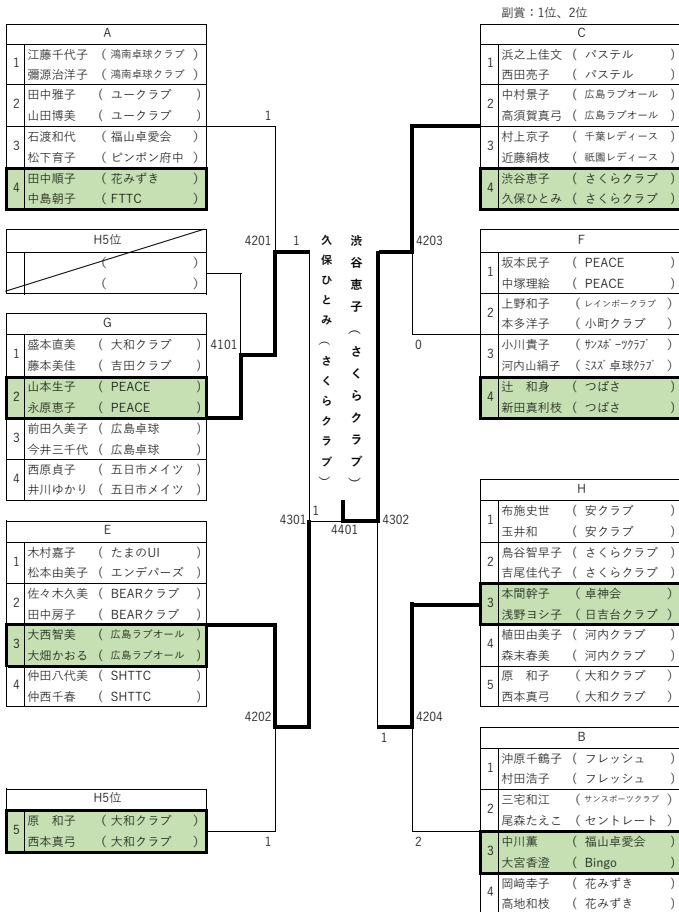 副賞：1位、2位
A
1 江藤千代子 （ 鴻南卓球クラブ ）
彌源治洋子 （ 鴻南卓球クラブ ）
2 田中雅子 （ ユークラブ ）
山田博美 （ ユークラブ ）
3 石渡和代 （ 福山卓愛会 ）
松下育子 （ ピンポン府中 ）
4 田中順子 （ 花みずき ）
中島朝子 （ FTTC ）
H5位
（ ）
（ ）
G
1 盛本直美 （ 大和クラブ ）
藤本美佳 （ 吉田クラブ ）
2 山本生子 （ PEACE ）
永原恵子 （ PEACE ）
3 前田久美子 （ 広島卓球 ）
今井三千代 （ 広島卓球 ）
4 西原貞子 （ 五日市メイツ ）
井川ゆかり （ 五日市メイツ ）
E
1 木村嘉子 （ たまのUI ）
松本由美子 （ エンデバーズ ）
2 佐々木久美 （ BEARクラブ ）
田中房子 （ BEARクラブ ）
3 大西智美 （ 広島ラブオール ）
大畑かおる （ 広島ラブオール ）
4 仲田八代美 （ SHTTC ）
仲西千春 （ SHTTC ）
H5位
5 原　和子 （ 大和クラブ ）
西本真弓 （ 大和クラブ ）
1
4201
1
4101
4301
1
4202
1
渋谷恵子（さくらクラブ）
久保ひとみ（さくらクラブ）
4401
4203
0
4302
4204
1
2
C
1 浜之上佳文 （ パステル ）
西田亮子 （ パステル ）
2 中村景子 （ 広島ラブオール ）
高須賀真弓 （ 広島ラブオール ）
3 村上京子 （ 千葉レディース ）
近藤絹枝 （ 祇園レディース ）
4 渋谷恵子 （ さくらクラブ ）
久保ひとみ （ さくらクラブ ）
F
1 坂本民子 （ PEACE ）
中塚理絵 （ PEACE ）
2 上野和子 （ レインボークラブ ）
本多洋子 （ 小町クラブ ）
3 小川貴子 （ ｻﾝｽﾎﾟｰﾂｸﾗﾌﾞ ）
河内山絹子 （ ﾐｽｽﾞ卓球ｸﾗﾌﾞ ）
4 辻　和身 （ つばさ ）
新田真利枝 （ つばさ ）
H
1 布施史世 （ 安クラブ ）
玉井和 （ 安クラブ ）
2 鳥谷智早子 （ さくらクラブ ）
吉尾佳代子 （ さくらクラブ ）
3 本間幹子 （ 卓神会 ）
浅野ヨシ子 （ 日吉台クラブ ）
4 植田由美子 （ 河内クラブ ）
森末春美 （ 河内クラブ ）
5 原　和子 （ 大和クラブ ）
西本真弓 （ 大和クラブ ）
B
1 沖原千鶴子 （ フレッシュ ）
村田浩子 （ フレッシュ ）
2 三宅和江 （ サンスポーツクラブ ）
尾森たえこ （ セントレート ）
3 中川薫 （ 福山卓愛会 ）
大宮香澄 （ Bingo ）
4 岡﨑幸子 （ 花みずき ）
高地和枝 （ 花みずき ）